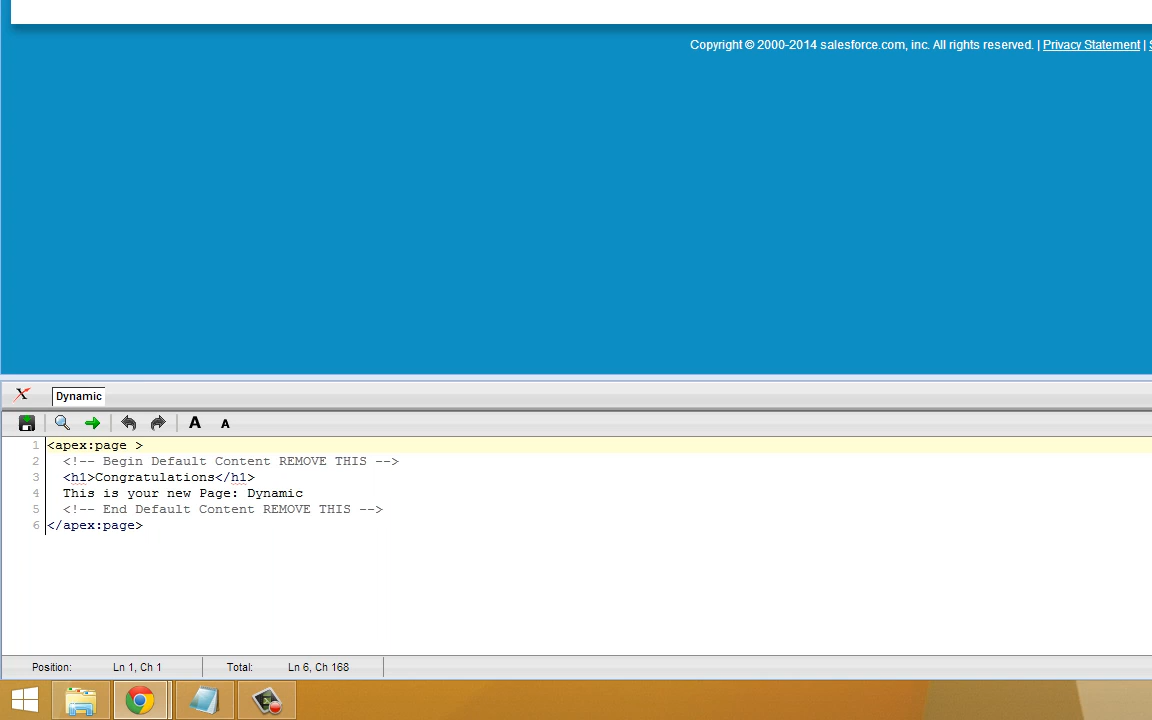 Copyright © 2000-2014 salesforce.com, inc. All rights reserved. | Privacy Statement |
Dynamic
A A
1 <apex:page >
2 <!-- Begin Default Content REMOVE THIS -->
3 <h1>Congratulations</h1>
4 This is your new Page: Dynamic
5 <!-- End Default Content REMOVE THIS -->
6 </apex:page>
Position: Ln 1, Ch 1 Total: Ln 6, Ch 168